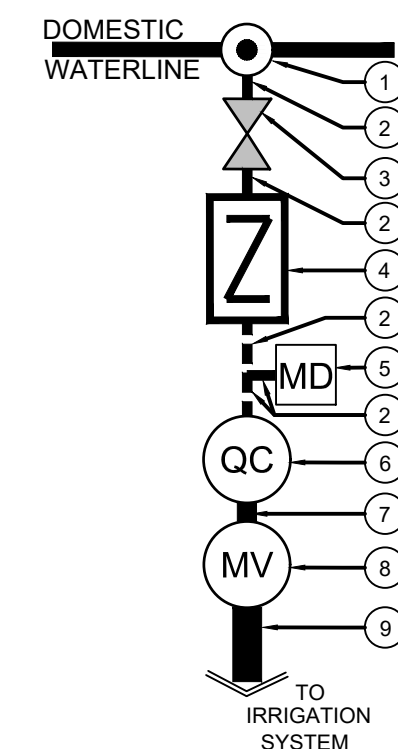 DOMESTIC
WATERLINE
1
2
3
2
Z
4
2
MD
5
2
QC
6
7
MV
8
9
TO
IRRIGATION
SYSTEM